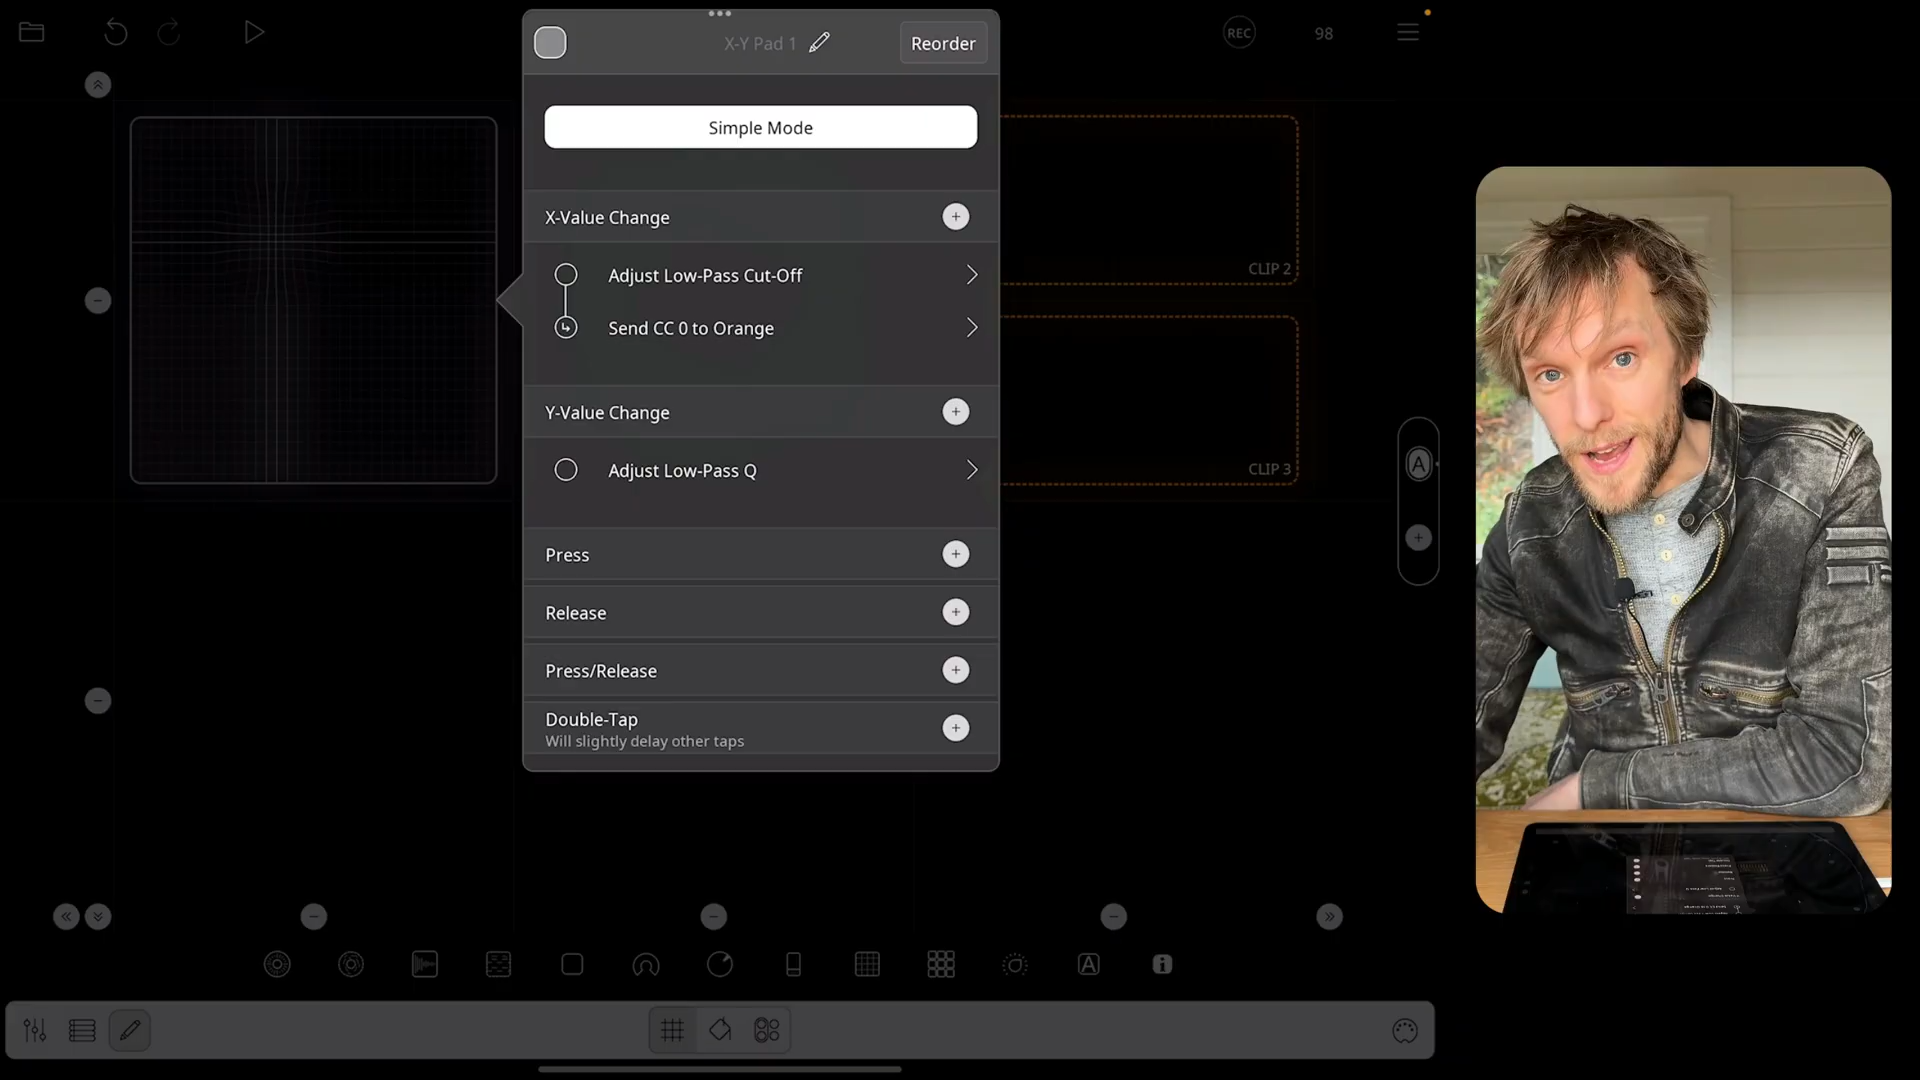 X-Y Pad 1
Reorder
REC
98
Simple Mode
X-Value Change
Adjust Low-Pass Cut-Off
Send CC 0 to Orange
Y-Value Change
Adjust Low-Pass Q
Press
Release
Press/Release
Double-Tap
Will slightly delay other taps
CLIP 2
CLIP 3
A
A